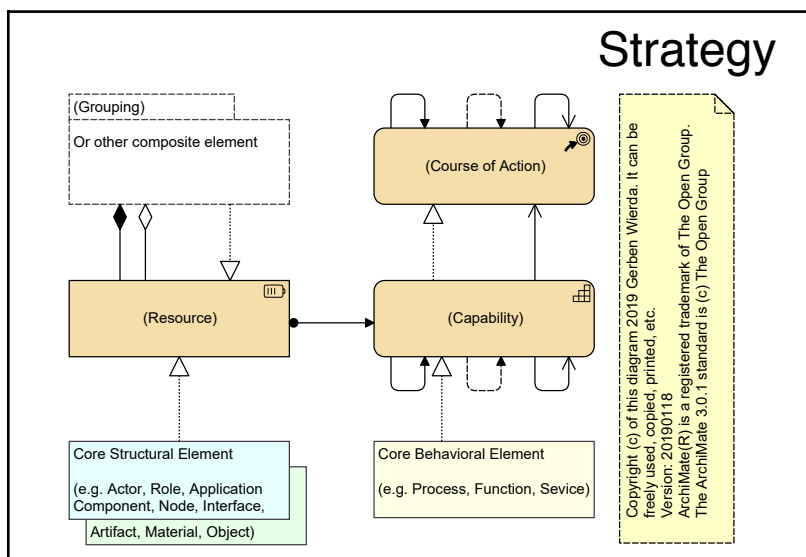 Strategy
(Grouping)
Or other composite element
(Course of Action)
(Resource)
(Capability)
Core Structural Element
(e.g. Actor, Role, Application
Component, Node, Interface,
Artifact, Material, Object)
Core Behavioral Element
(e.g. Process, Function, Sevice)
Copyright (c) of this diagram 2019 Gerben Wierda. It can be
freely used, copied, printed, etc.
Version: 20190118
ArchiMate(R) is a registered trademark of The Open Group.
The ArchiMate 3.0.1 standard is (c) The Open Group